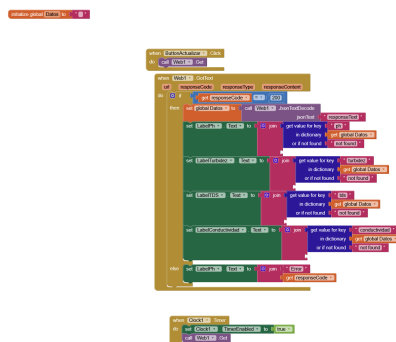 initialize global Datos to " "
when ButtonActualizar .Click
do call Web1 .Get
when Web1 .GotText
url responseCode responseType responseContent
do if get responseCode = 200
then set global Datos to call Web1 .JsonTextDecode
jsonText "responseText"
set LabelPh . Text to join get value for key " ph "
in dictionary get global Datos
or if not found " not found "
set LabelTurbidez . Text to join get value for key " turbidez "
in dictionary get global Datos
or if not found " not found "
set LabelTDS . Text to join get value for key " tds "
in dictionary get global Datos
or if not found " not found "
set LabelConductividad . Text to join get value for key " conductividad "
in dictionary get global Datos
or if not found " not found "
else set LabelPh . Text to join " Error "
get responseCode
when Clock1 .Timer
do set Clock1 . TimerEnabled to true
call Web1 .Get